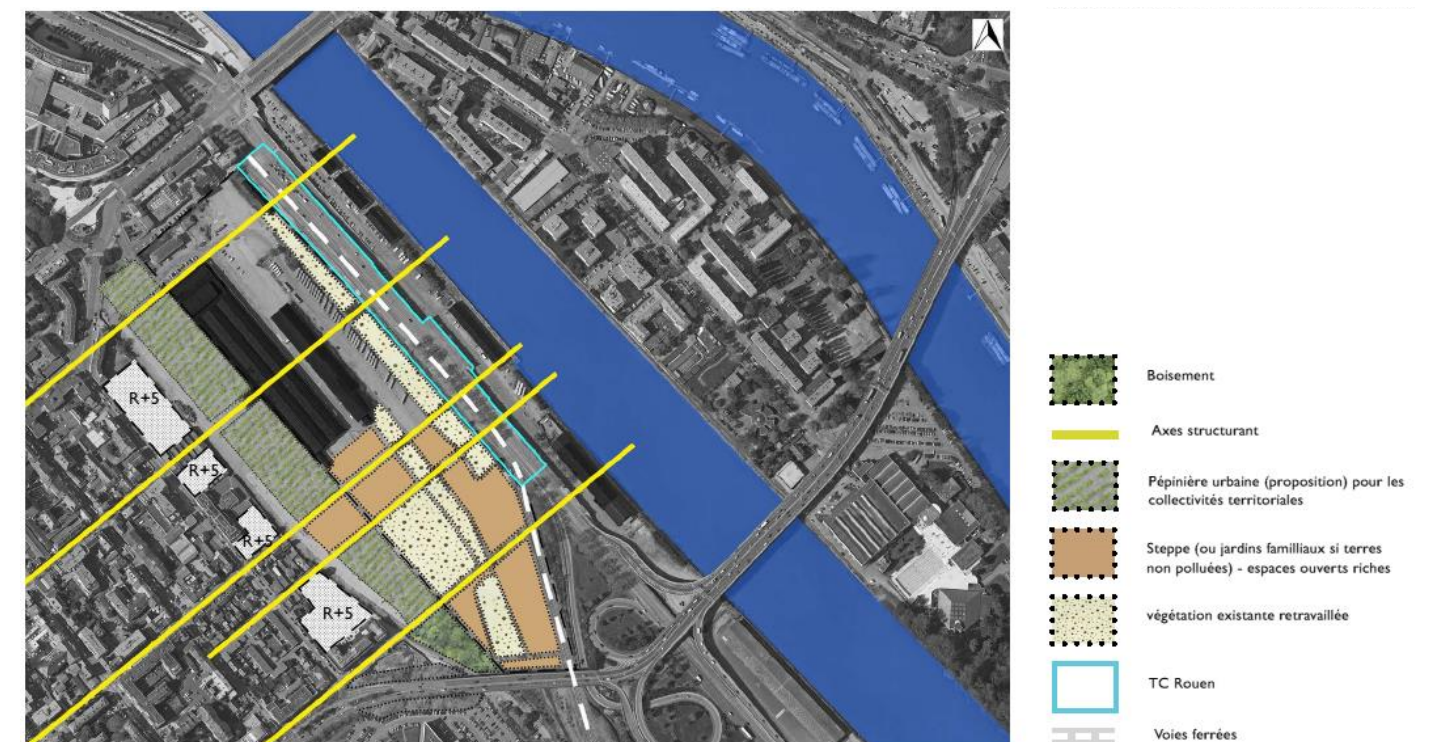 R+5
R+5
R+5
R+5
Boisement
Axes structurant
Pépinière urbaine (proposition) pour les
collectivités territoriales
Steppe (ou jardins familliaux si terres
non polluées) - espaces ouverts riches
végétation existante retravaillée
TC Rouen
Voies ferrées